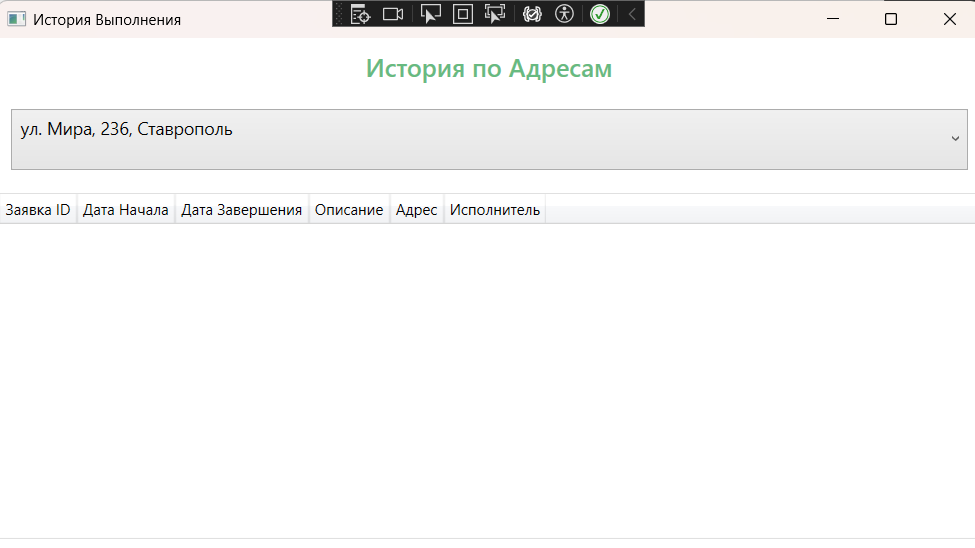 История Выполнения
История по Адресам
ул. Мира, 236, Ставрополь
Заявка ID Дата Начала Дата Завершения Описание Адрес Исполнитель